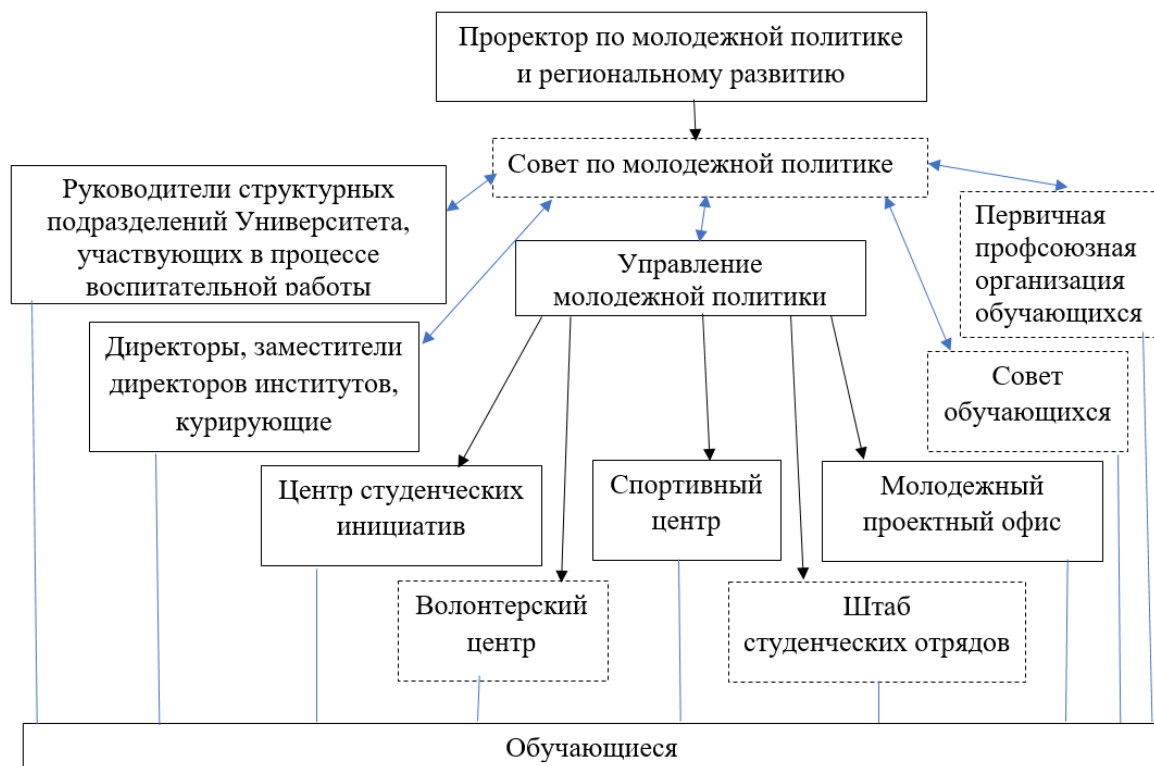 Проректор по молодежной политике
и региональному развитию
Совет по молодежной политике
Руководители структурных
подразделений Университета,
участвующих в процессе
воспитательной работы
Первичная
профсоюзная
организация
обучающихся
Управление
молодежной политики
Директоры, заместители
директоров институтов,
курирующие
Совет
обучающихся
Центр студенческих
инициатив
Спортивный
центр
Молодежный
проектный офис
Волонтерский
центр
Штаб
студенческих отрядов
Обучающиеся